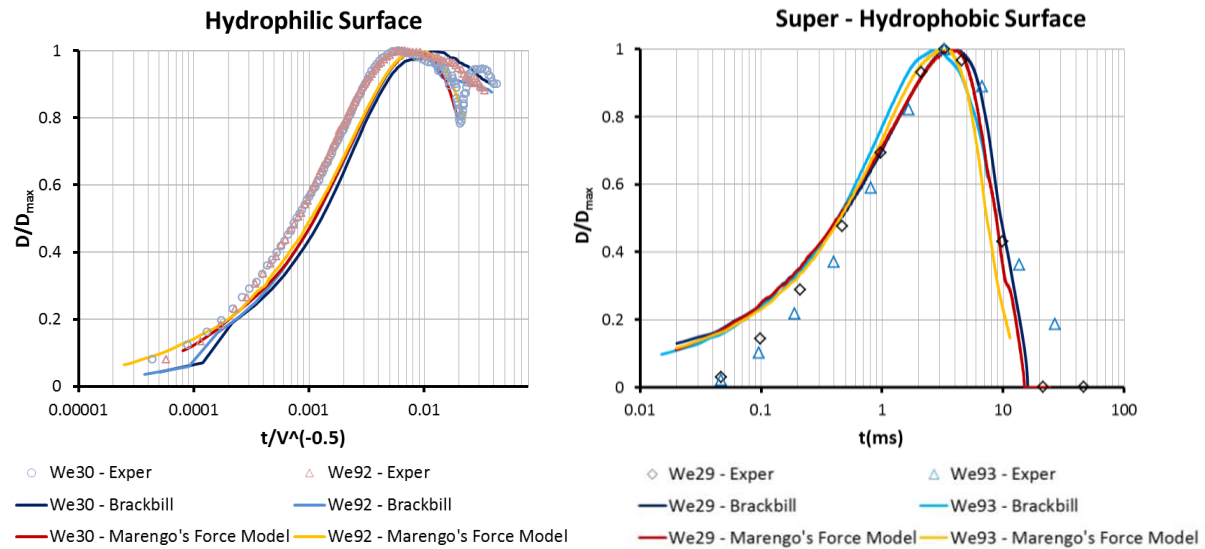 Hydrophilic Surface
1
0.8
0.6
0.4
0.2
0
D/Dmax
0.00001
0.0001
0.001
0.01
t/V^(-0.5)
We30 - Exper
We92 - Exper
We30 - Brackbill
We92 - Brackbill
We30 - Marengo's Force Model
We92 - Marengo's Force Model
Super - Hydrophobic Surface
1
0.8
0.6
0.4
0.2
0
D/Dmax
0.01
0.1
1
10
100
t(ms)
We29 - Exper
We93 - Exper
We29 - Brackbill
We93 - Brackbill
We29 - Marengo's Force Model
We93 - Marengo's Force Model